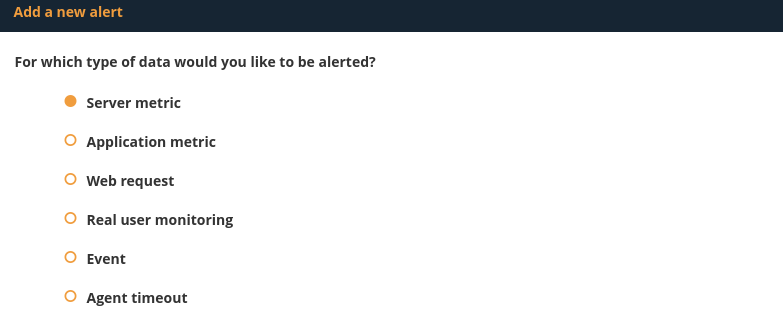 Add a new alert
For which type of data would you like to be alerted?
Server metric
Application metric
Web request
Real user monitoring
Event
Agent timeout